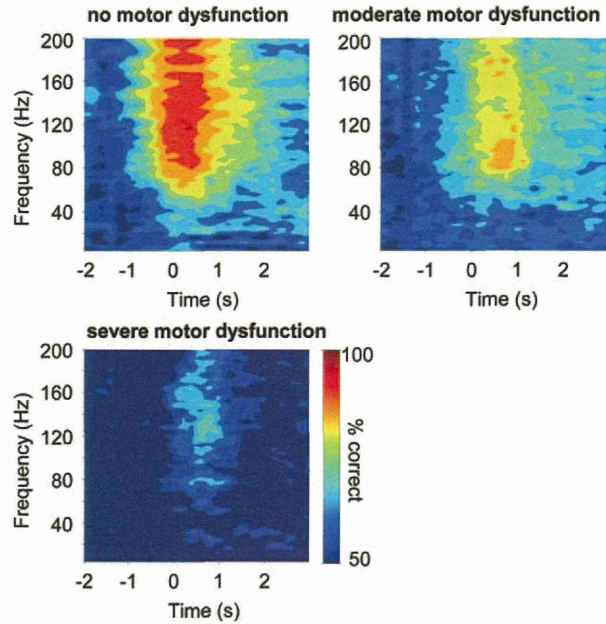 no motor dysfunction
moderate motor dysfunction
Frequency (Hz)
200
160
120
80
40
-2 -1 0 1 2
Time (s)
200
160
120
80
40
-2 -1 0 1 2
Time (s)
severe motor dysfunction
Frequency (Hz)
200
160
120
80
40
-2 -1 0 1 2
Time (s)
100
% correct
50